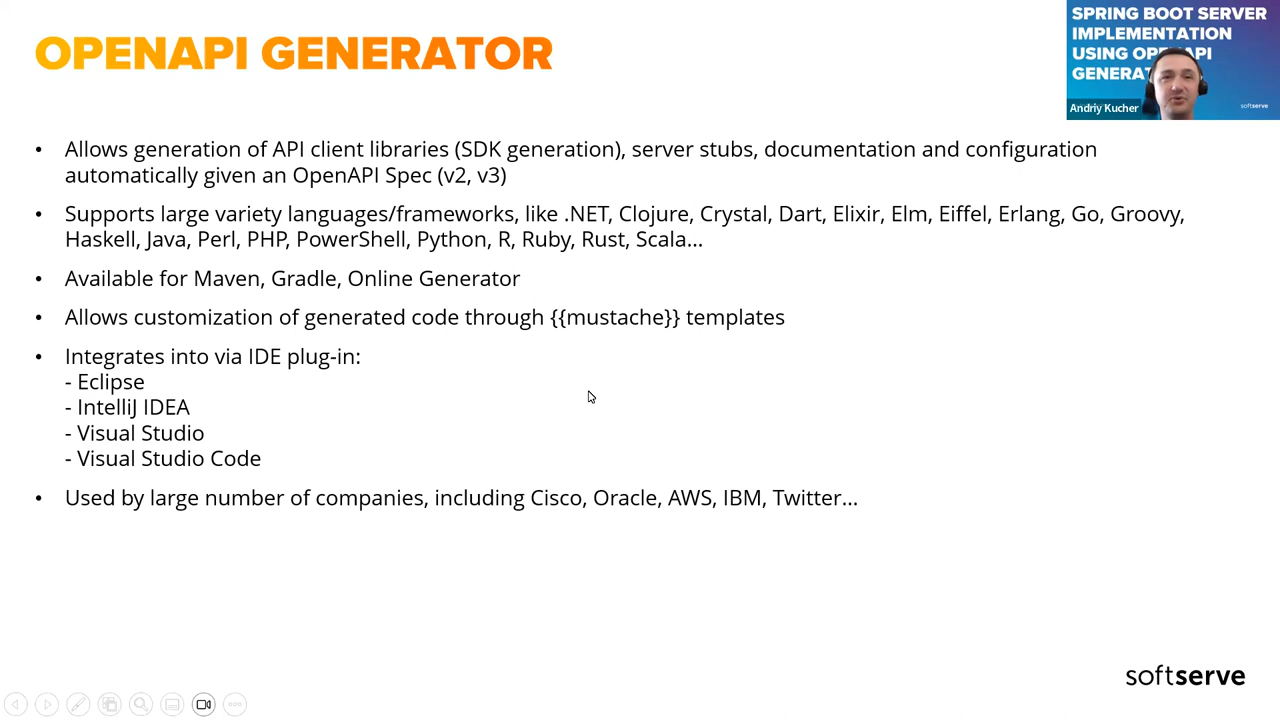 OPENAPI GENERATOR
SPRING BOOT SERVER
IMPLEMENTATION
USING OPENAPI
GENERAT
Andriy Kucher
softserve
• Allows generation of API client libraries (SDK generation), server stubs, documentation and configuration
automatically given an OpenAPI Spec (v2, v3)
• Supports large variety languages/frameworks, like .NET, Clojure, Crystal, Dart, Elixir, Elm, Eiffel, Erlang, Go, Groovy,
Haskell, Java, Perl, PHP, PowerShell, Python, R, Ruby, Rust, Scala...
• Available for Maven, Gradle, Online Generator
• Allows customization of generated code through {{mustache}} templates
• Integrates into via IDE plug-in:
- Eclipse
- IntelliJ IDEA
- Visual Studio
- Visual Studio Code
• Used by large number of companies, including Cisco, Oracle, AWS, IBM, Twitter...
softserve